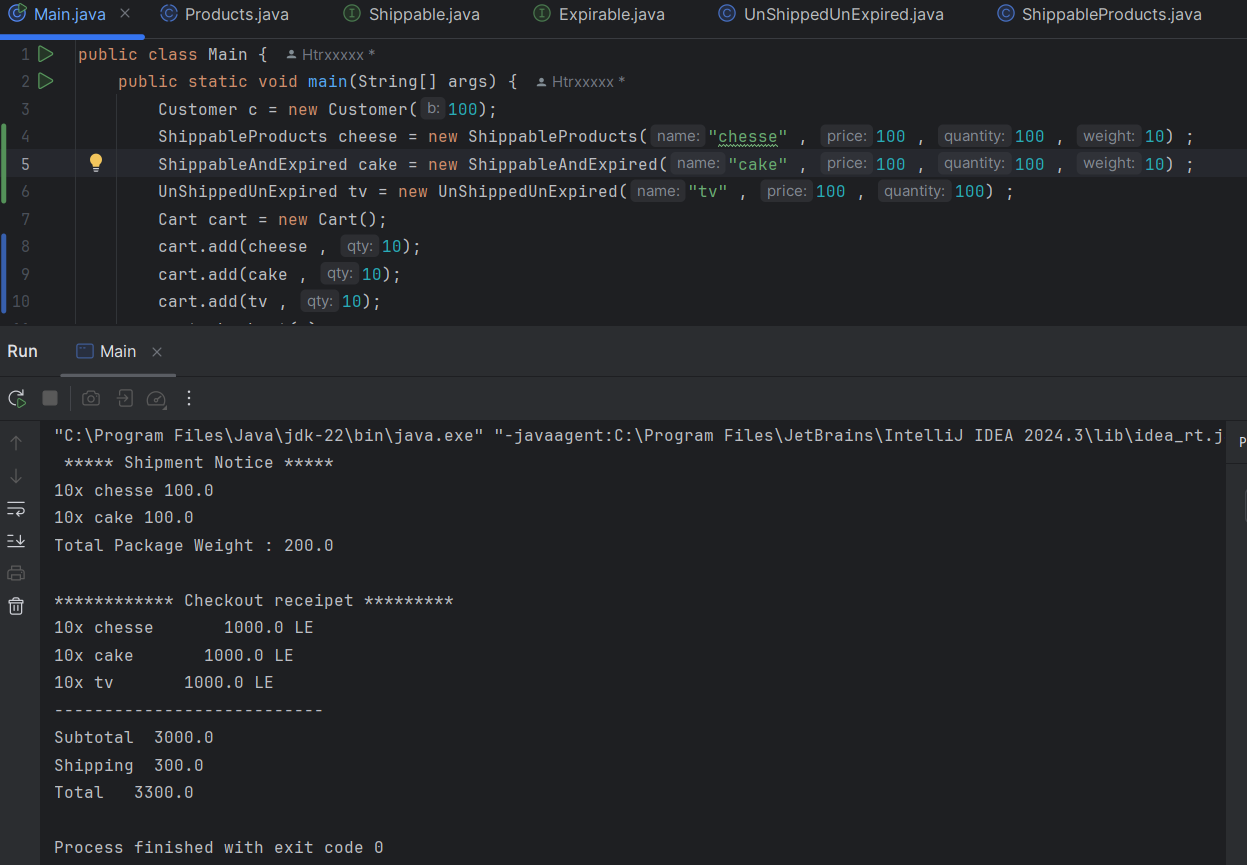 Main.java Products.java Shippable.java Expirable.java UnShippedUnExpired.java ShippableProducts.java
1 public class Main { Htrxxxxx *
2 public static void main(String[] args) { Htrxxxxx *
3 Customer c = new Customer( b: 100);
4 ShippableProducts cheese = new ShippableProducts( name: "chesse" , price: 100 , quantity: 100 , weight: 10) ;
5 ShippableAndExpired cake = new ShippableAndExpired( name: "cake" , price: 100 , quantity: 100 , weight: 10) ;
6 UnShippedUnExpired tv = new UnShippedUnExpired( name: "tv" , price: 100 , quantity: 100) ;
7 Cart cart = new Cart();
8 cart.add(cheese , qty: 10);
9 cart.add(cake , qty: 10);
10 cart.add(tv , qty: 10);
Run Main
"C:\Program Files\Java\jdk-22\bin\java.exe" "-javaagent:C:\Program Files\JetBrains\IntelliJ IDEA 2024.3\lib\idea_rt.j
***** Shipment Notice *****
10x chesse 100.0
10x cake 100.0
Total Package Weight : 200.0
************ Checkout receipet *********
10x chesse 1000.0 LE
10x cake 1000.0 LE
10x tv 1000.0 LE
---------------------------
Subtotal 3000.0
Shipping 300.0
Total 3300.0
Process finished with exit code 0